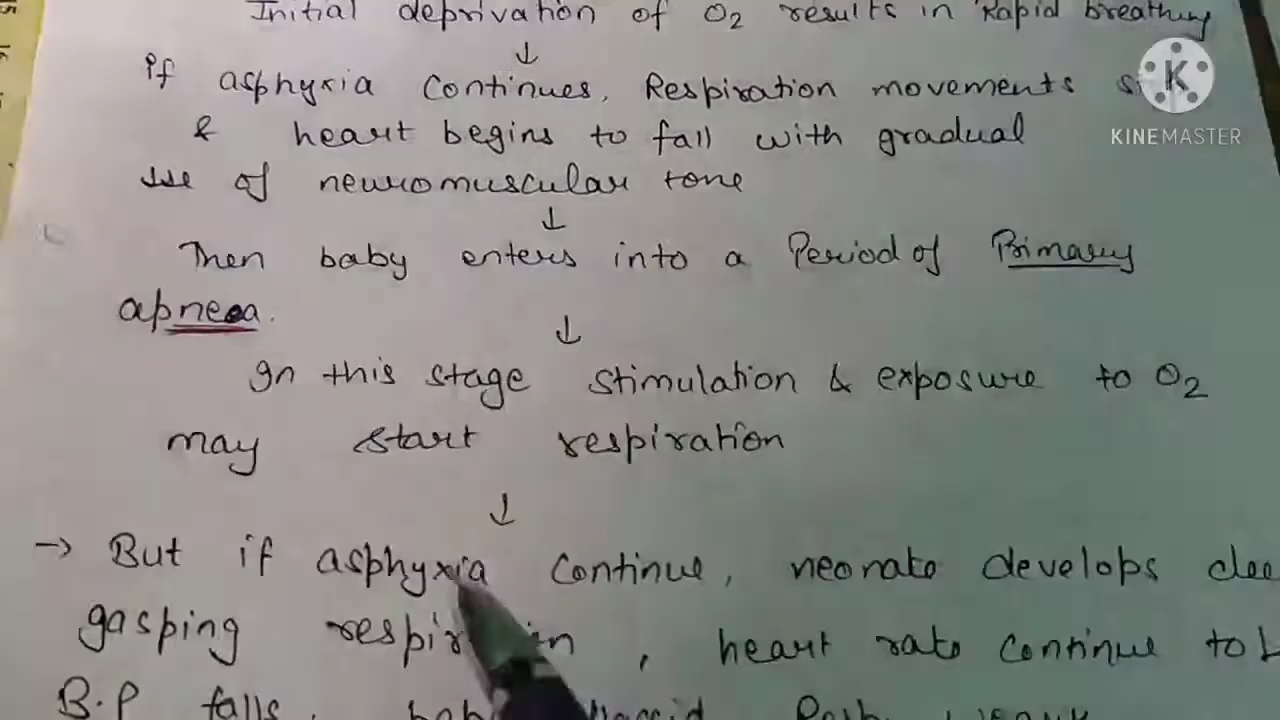 Initial deprivation of O2 results in Rapid breathing
↓
if asphyxia continues, Respiration movements
& heart begins to fall with gradual
↓se of neuromuscular tone
↓
Then baby enters into a Period of Primary
apnea.
↓
In this stage stimulation & exposure to O2
may start respiration
↓
→ But if asphyxia continue, neonate develops
gasping , heart rate continue to
B.P falls,
K
KINEMASTER